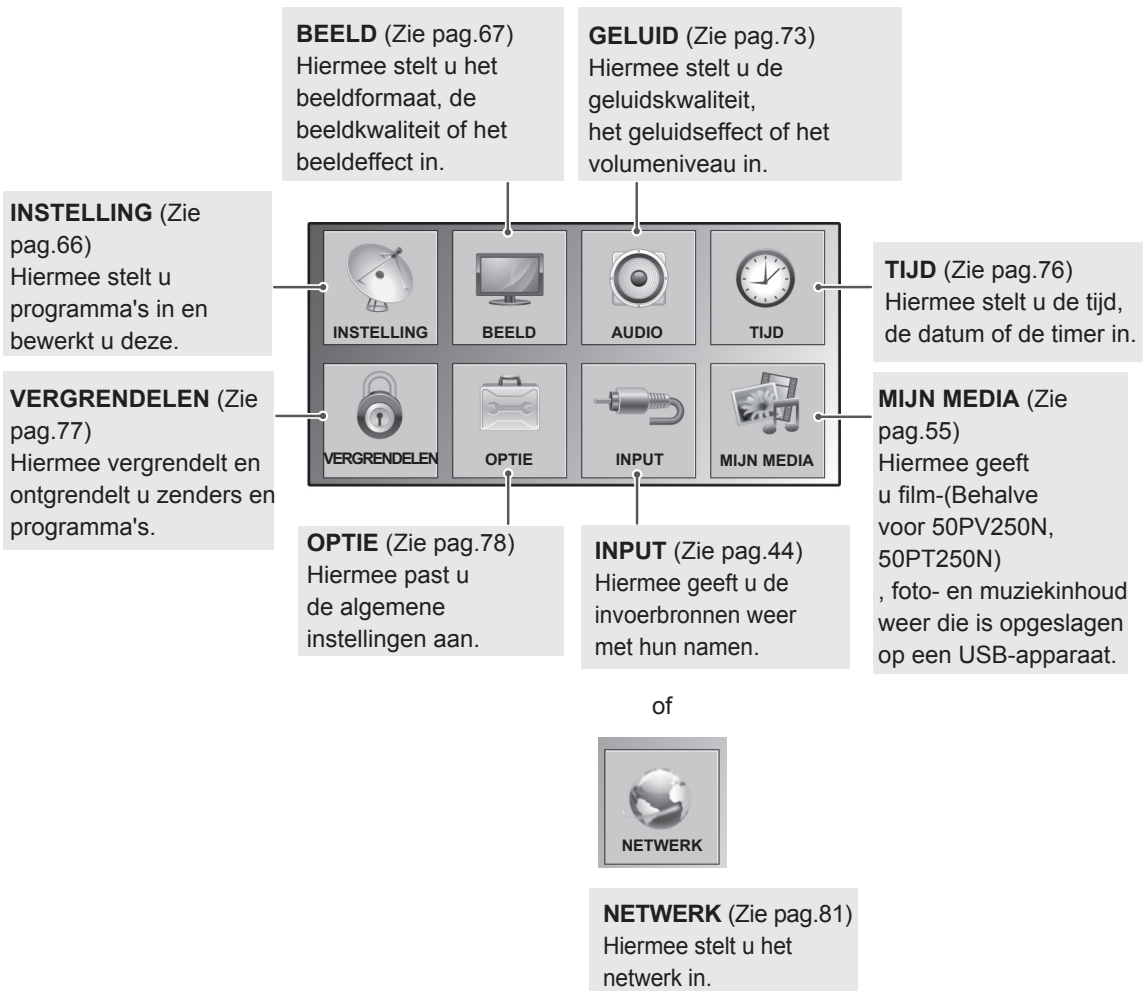 BEELD (Zie pag.67)
Hiermee stelt u het
beeldformaat, de
beeldkwaliteit of het
beeldeffect in.
GELUID (Zie pag.73)
Hiermee stelt u de
geluidskwaliteit,
het geluidseffect of het
volumeniveau in.
INSTELLING (Zie
pag.66)
Hiermee stelt u
programma's in en
bewerkt u deze.
VERGRENDELEN (Zie
pag.77)
Hiermee vergrendelt en
ontgrendelt u zenders en
programma's.
INSTELLING
BEELD
AUDIO
TIJD
VERGRENDELEN
OPTIE
INPUT
MIJN MEDIA
TIJD (Zie pag.76)
Hiermee stelt u de tijd,
de datum of de timer in.
MIJN MEDIA (Zie
pag.55)
Hiermee geeft
u film-(Behalve
voor 50PV250N,
50PT250N)
, foto- en muziekinhoud
weer die is opgeslagen
op een USB-apparaat.
OPTIE (Zie pag.78)
Hiermee past u
de algemene
instellingen aan.
INPUT (Zie pag.44)
Hiermee geeft u de
invoerbronnen weer
met hun namen.
of
NETWERK
NETWERK (Zie pag.81)
Hiermee stelt u het
netwerk in.